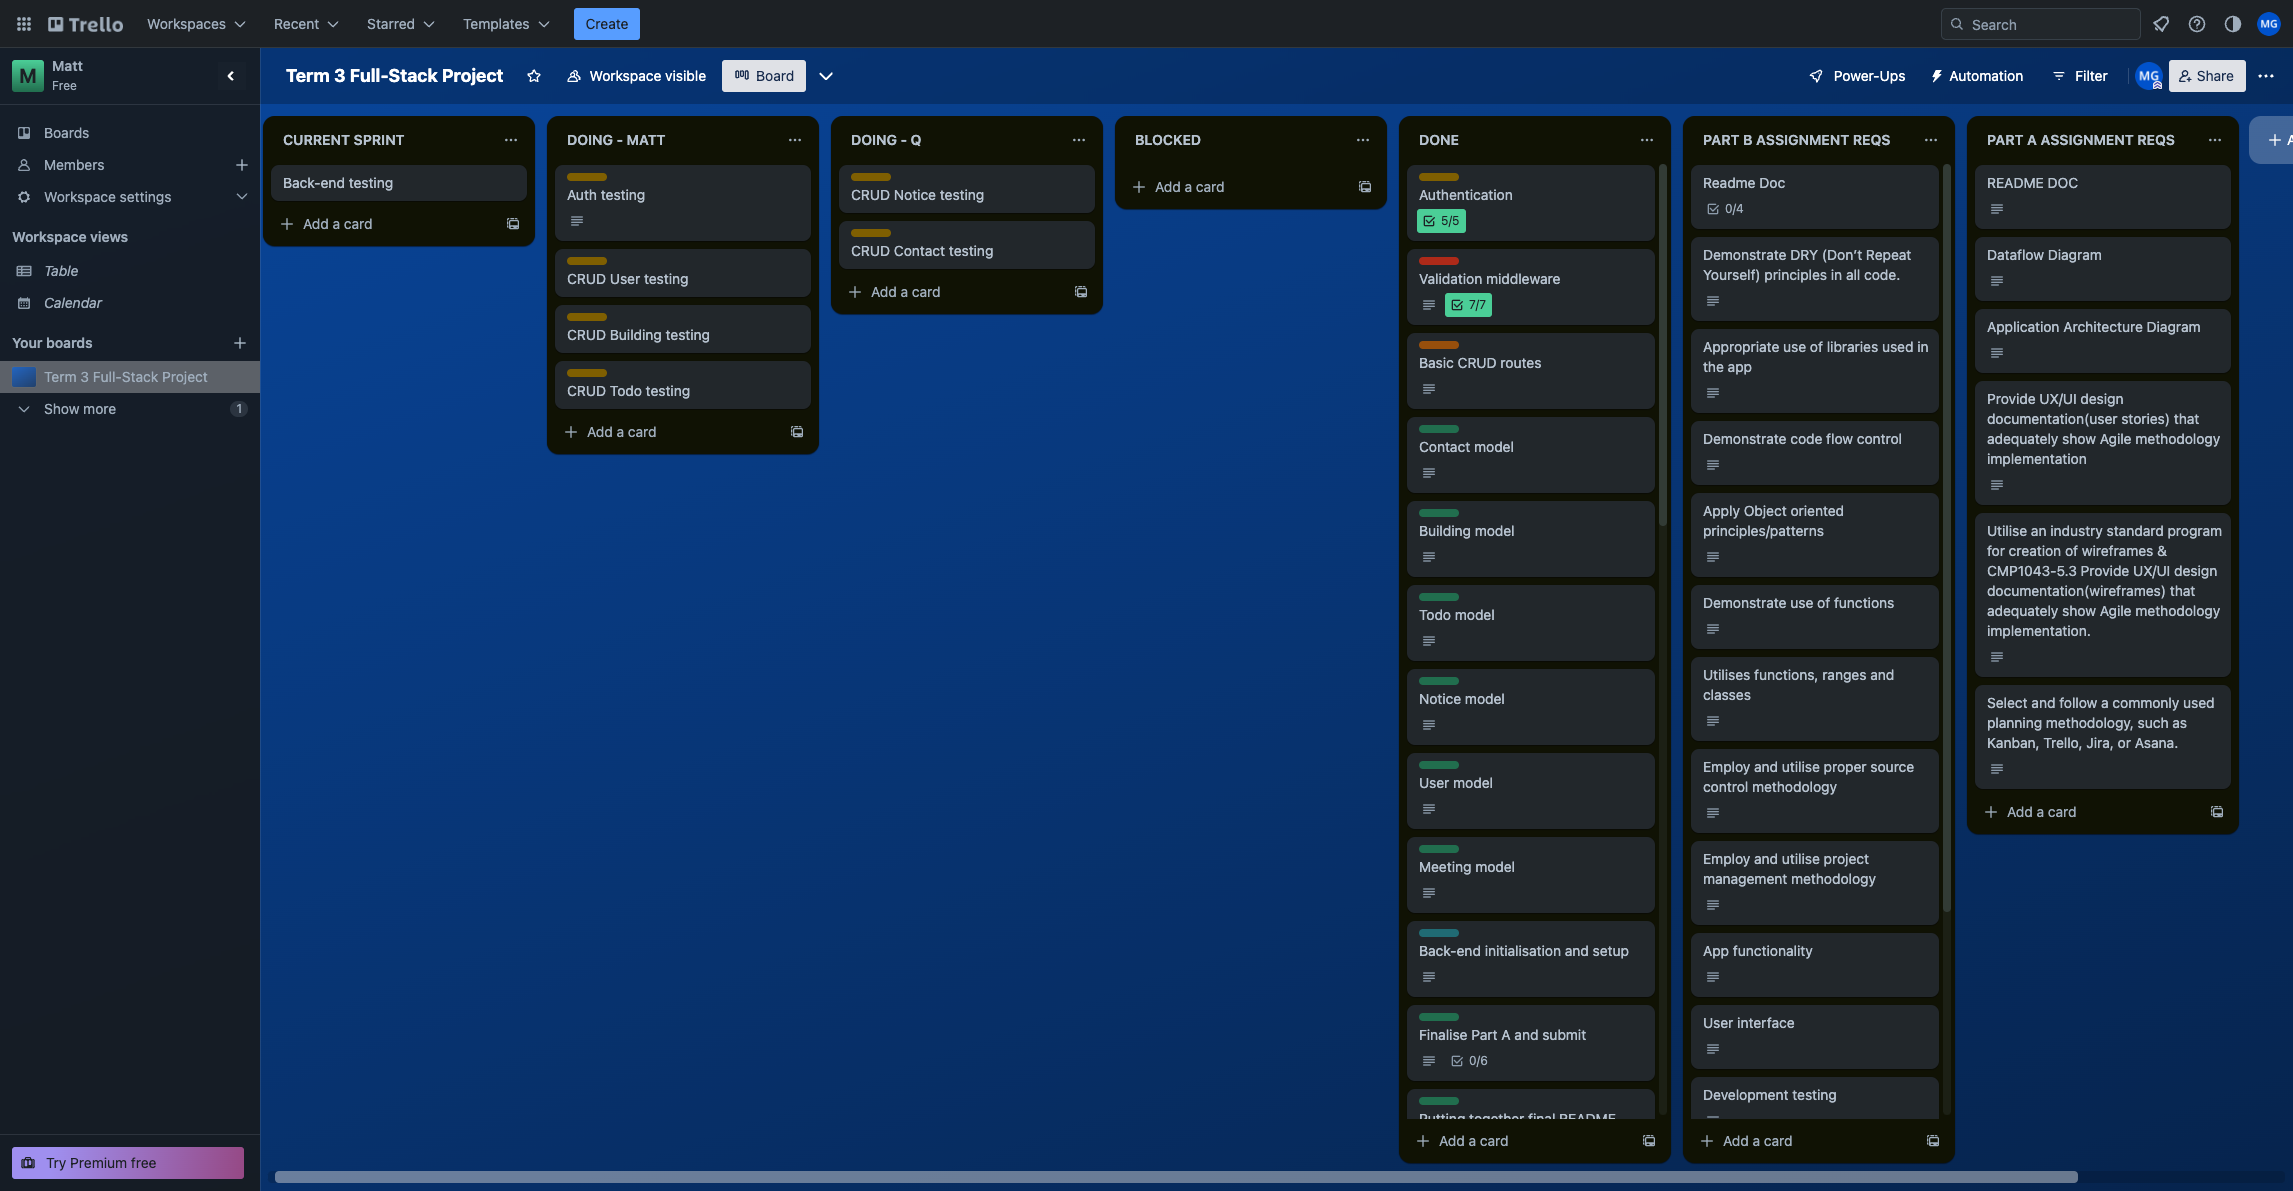 Trello
Workspaces
Recent
Starred
Templates
Create
Search
MG
M
Matt
Free
Term 3 Full-Stack Project
Workspace visible
Board
Power-Ups
Automation
Filter
MG
Share
Boards
Members
Workspace settings
Workspace views
Table
Calendar
Your boards
Term 3 Full-Stack Project
Show more
1
Try Premium free
CURRENT SPRINT
Back-end testing
Add a card
DOING - MATT
Auth testing
CRUD User testing
CRUD Building testing
CRUD Todo testing
Add a card
DOING - Q
CRUD Notice testing
CRUD Contact testing
Add a card
BLOCKED
Add a card
DONE
Authentication
5/5
Validation middleware
7/7
Basic CRUD routes
Contact model
Building model
Todo model
Notice model
User model
Meeting model
Back-end initialisation and setup
Finalise Part A and submit
0/6
Putting together final README
Add a card
PART B ASSIGNMENT REQS
Readme Doc
0/4
Demonstrate DRY (Don't Repeat
Yourself) principles in all code.
Appropriate use of libraries used in
the app
Demonstrate code flow control
Apply Object oriented
principles/patterns
Demonstrate use of functions
Utilises functions, ranges and
classes
Employ and utilise proper source
control methodology
Employ and utilise project
management methodology
App functionality
User interface
Development testing
Add a card
PART A ASSIGNMENT REQS
README DOC
Dataflow Diagram
Application Architecture Diagram
Provide UX/UI design
documentation(user stories) that
adequately show Agile methodology
implementation
Utilise an industry standard program
for creation of wireframes &
CMP1043-5.3 Provide UX/UI design
documentation(wireframes) that
adequately show Agile methodology
implementation.
Select and follow a commonly used
planning methodology, such as
Kanban, Trello, Jira, or Asana.
Add a card